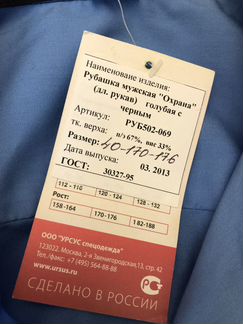 Наименование изделия:
Рубашка мужская "Охрана"
(дл. рукав) голубая с
черным
Артикул: РУБ502-069
тк. верха: п/э 67%, вис 33%
Размер: 40-170-176
Дата выпуска: 03. 2013
ГОСТ: 30327-95
112 - 110 120 - 124 128 - 132
Рост:
158-164 170-176 182-188
ООО "УРСУС спецодежда"
123022. Москва, 2-я Звенигородская,13, стр. 42
Тел./факс: +7 (495) 564-88-88
www.ursus.ru
СДЕЛАНО В РОССИИ